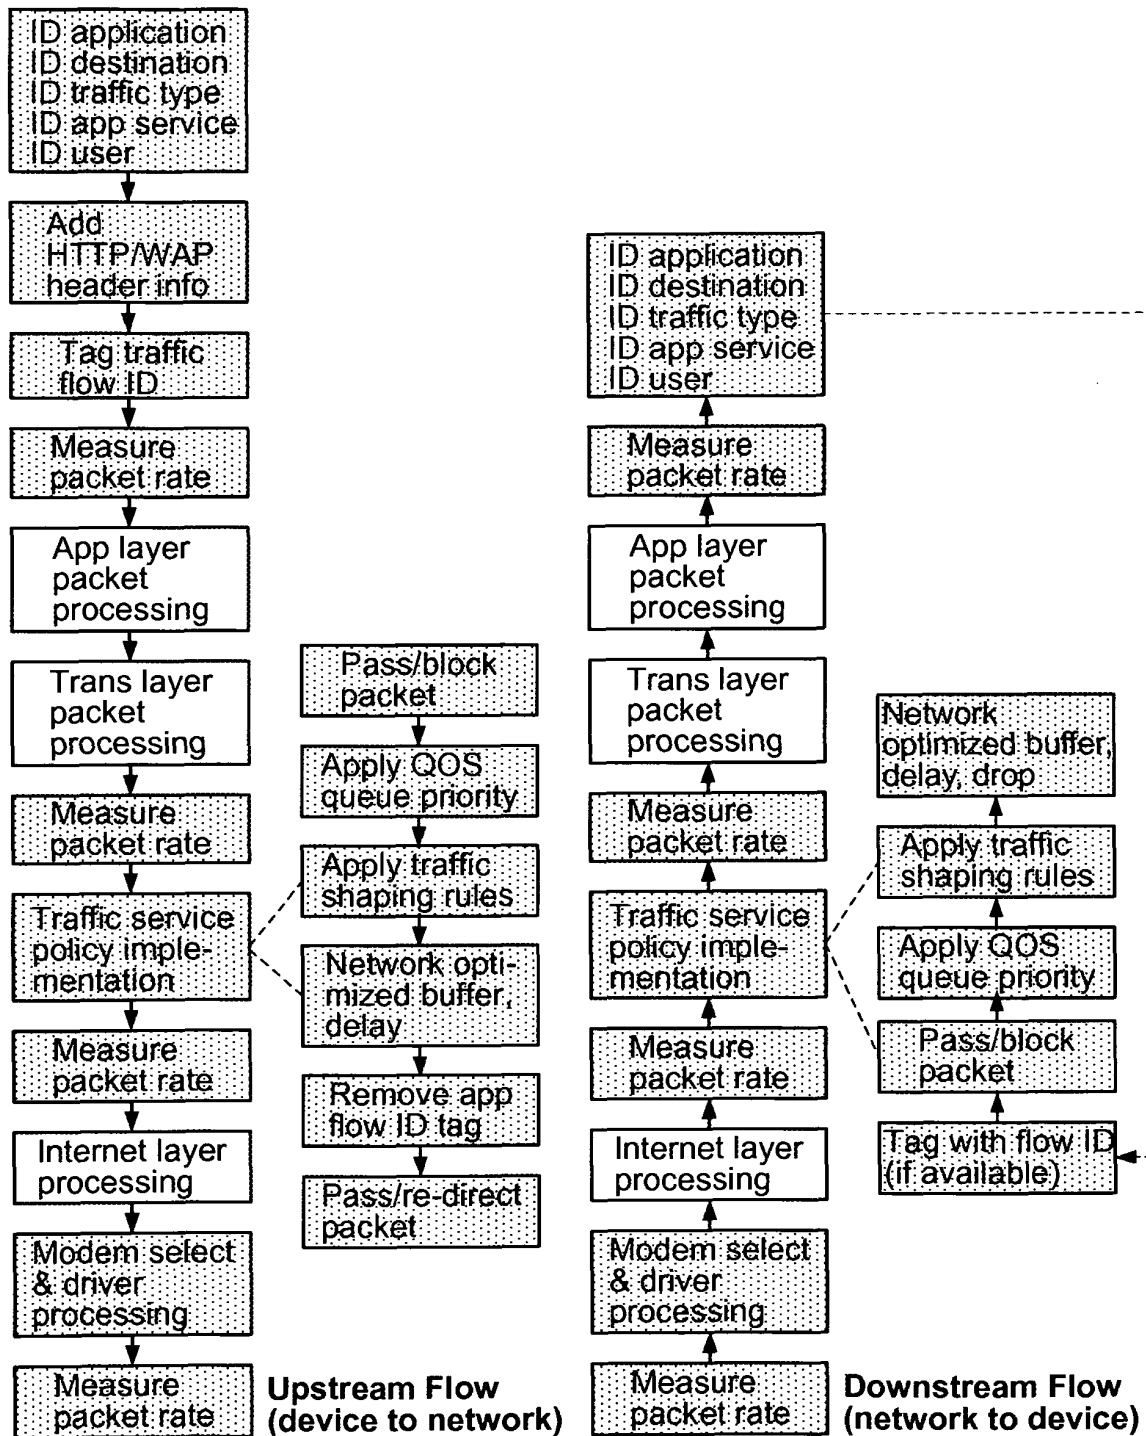 ID application
ID destination
ID traffic type
ID app service
ID user
Add
HTTP/WAP
header info
Tag traffic
flow ID
Measure
packet rate
App layer
packet
processing
Trans layer
packet
processing
Measure
packet rate
Traffic service
policy imple-
mentation
Measure
packet rate
Internet layer
processing
Modem select
& driver
processing
Measure
packet rate
Pass/block
packet
Apply QOS
queue priority
Apply traffic
shaping rules
Network opti-
mized buffer,
delay
Remove app
flow ID tag
Pass/re-direct
packet
Upstream Flow
(device to network)
ID application
ID destination
ID traffic type
ID app service
ID user
Measure
packet rate
App layer
packet
processing
Trans layer
packet
processing
Measure
packet rate
Traffic service
policy imple-
mentation
Measure
packet rate
Internet layer
processing
Modem select
& driver
processing
Measure
packet rate
Network
optimized buffer,
delay, drop
Apply traffic
shaping rules
Apply QOS
queue priority
Pass/block
packet
Tag with flow ID
(if available)
Downstream Flow
(network to device)